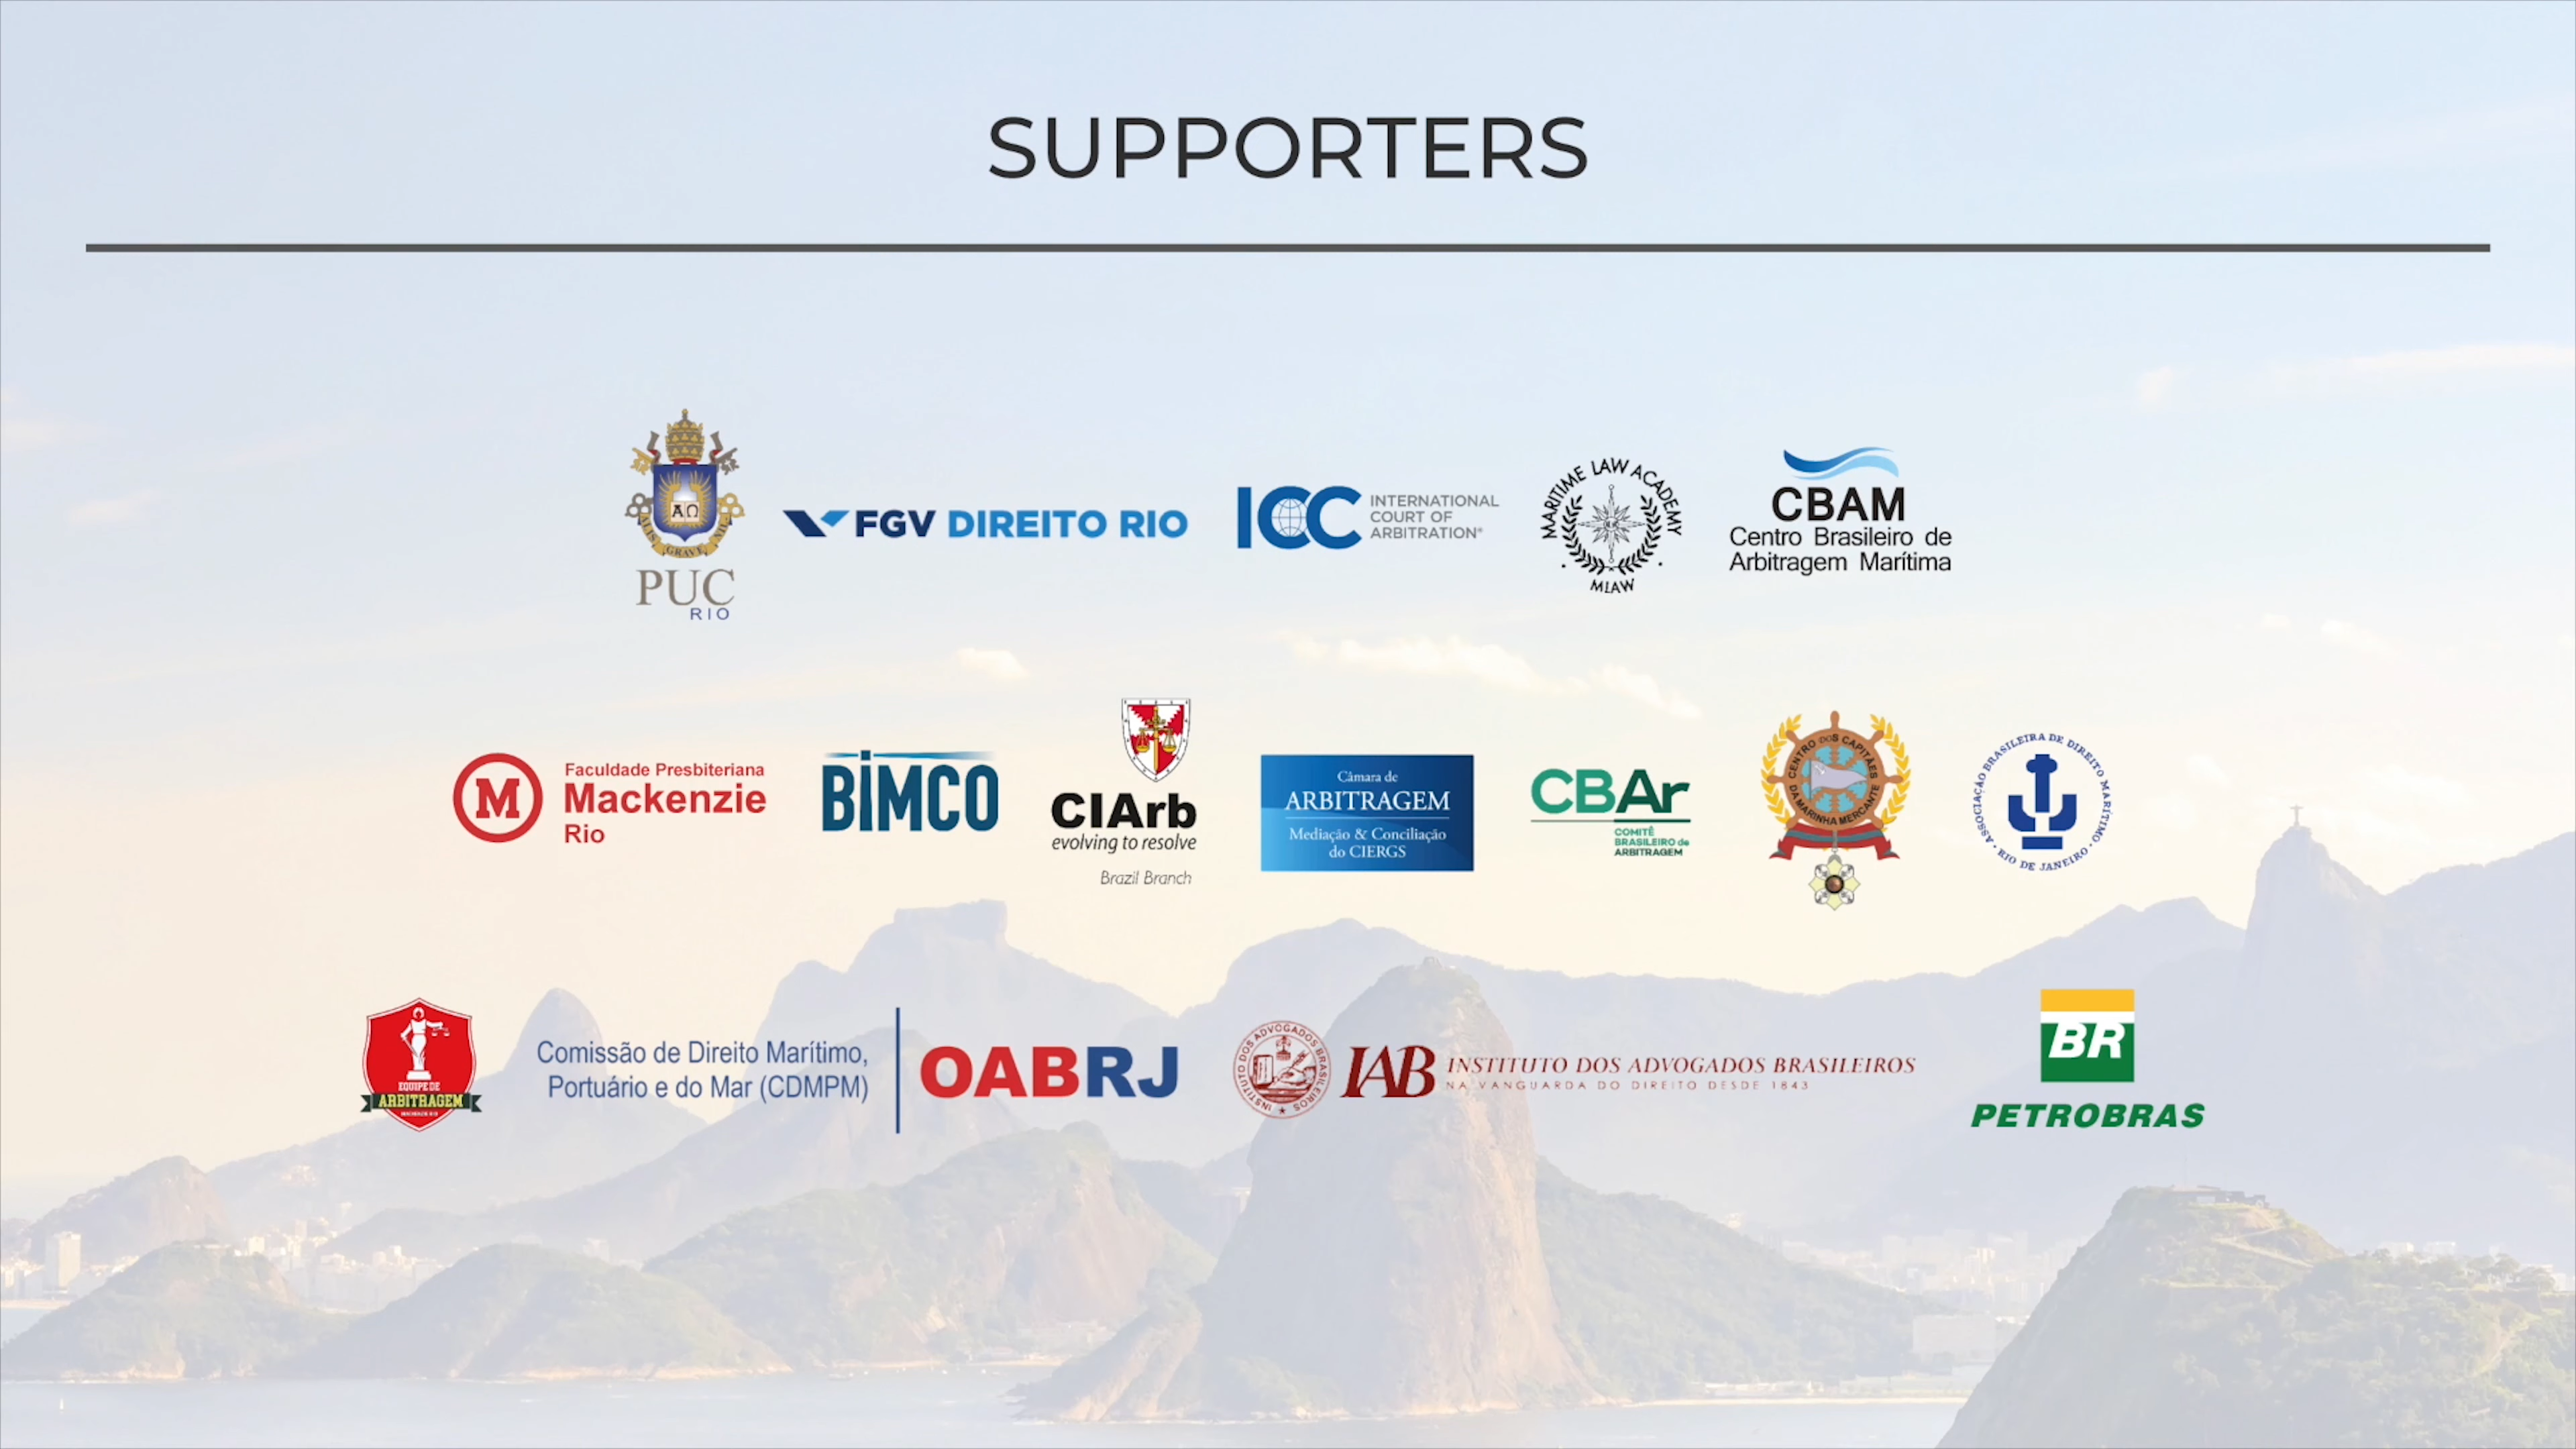 SUPPORTERS
ΑΩ
ALIS GRAVE NIL
PUC
RIO
FGV DIREITO RIO
ICC INTERNATIONAL
COURT OF
ARBITRATION®
MARITIME LAW ACADEMY
MLAW
CBAM
Centro Brasileiro de
Arbitragem Marítima
M
Faculdade Presbiteriana
Mackenzie
Rio
BIMCO
CIArb
evolving to resolve
Brazil Branch
Câmara de
ARBITRAGEM
Mediação & Conciliação
do CIERGS
CBAr
COMITÊ
BRASILEIRO de
ARBITRAGEM
CENTRO DOS CAPITÃES
DA MARINHA MERCANTE
ASSOCIAÇÃO BRASILEIRA DE DIREITO MARÍTIMO
RIO DE JANEIRO
EQUIPE DE
ARBITRAGEM
Comissão de Direito Marítimo,
Portuário e do Mar (CDMPM)
OABRJ
INSTITUTO DOS ADVOGADOS BRASILEIROS
IAB INSTITUTO DOS ADVOGADOS BRASILEIROS
NA VANGUARDA DO DIREITO DESDE 1843
BR
PETROBRAS